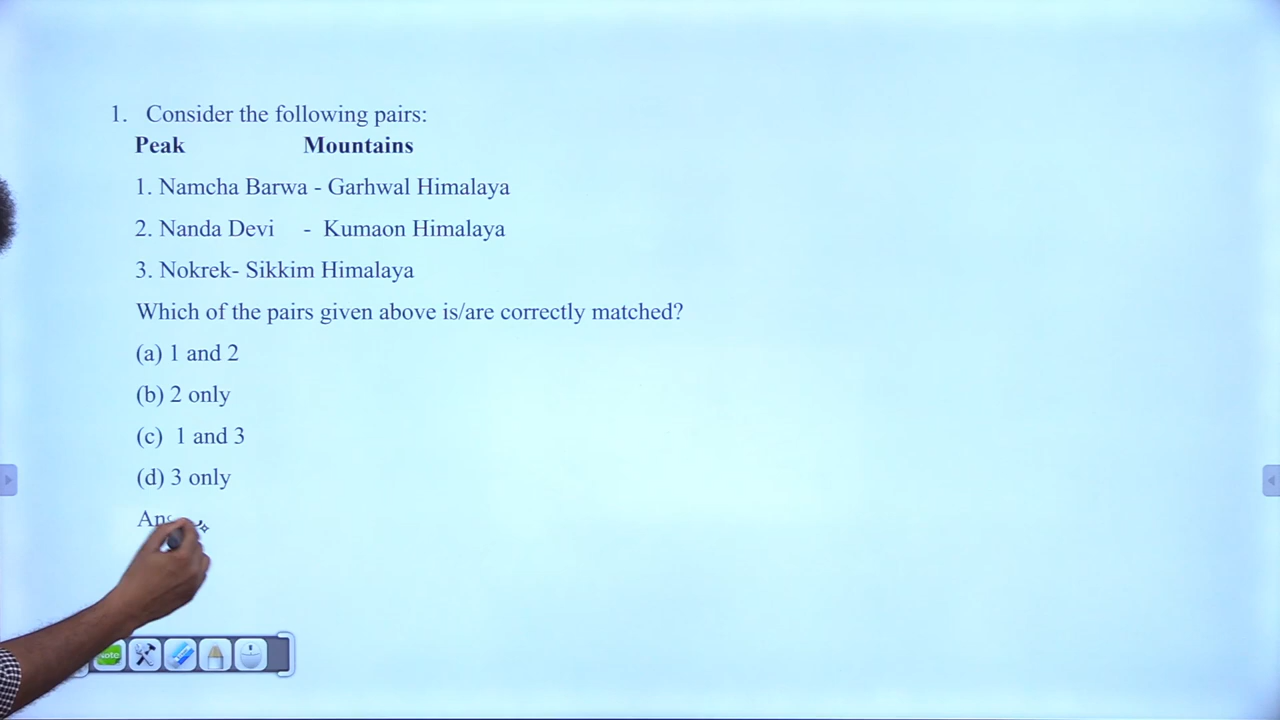 1. Consider the following pairs:
Peak Mountains
1. Namcha Barwa - Garhwal Himalaya
2. Nanda Devi - Kumaon Himalaya
3. Nokrek- Sikkim Himalaya
Which of the pairs given above is/are correctly matched?
(a) 1 and 2
(b) 2 only
(c) 1 and 3
(d) 3 only